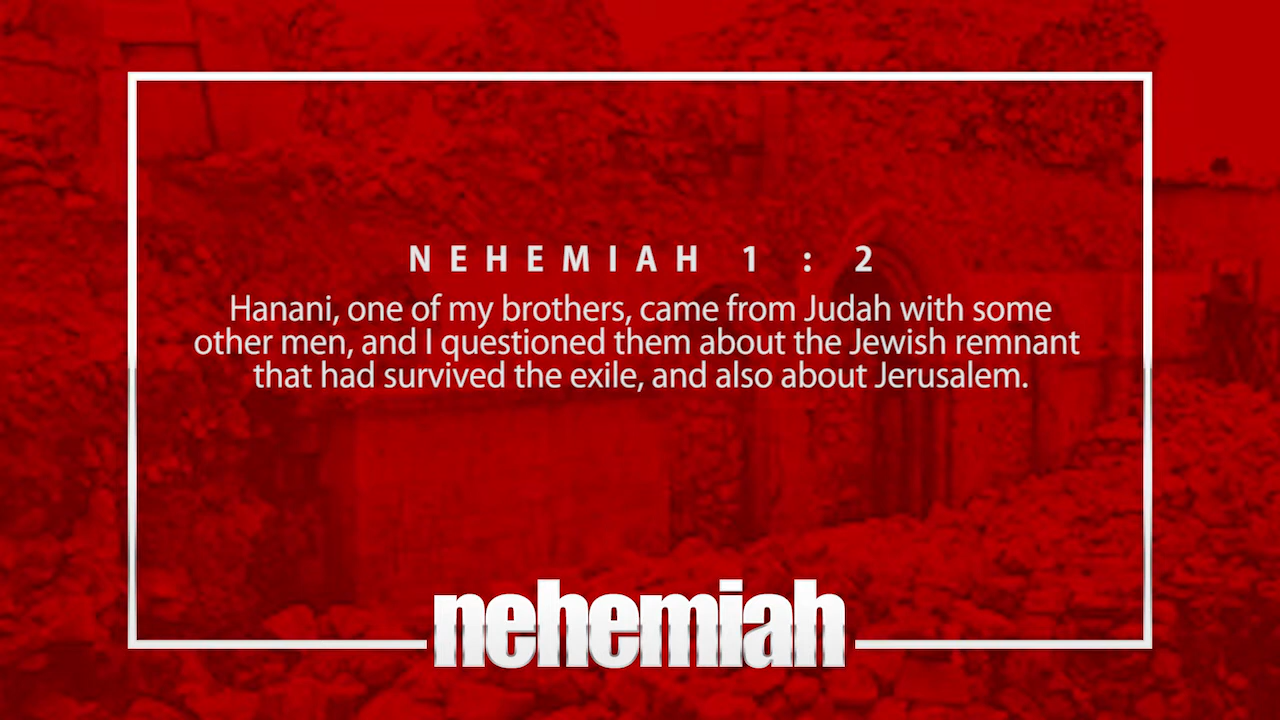 NEHEMIAH 1 : 2
Hanani, one of my brothers, came from Judah with some
other men, and I questioned them about the Jewish remnant
that had survived the exile, and also about Jerusalem.
nehemiah